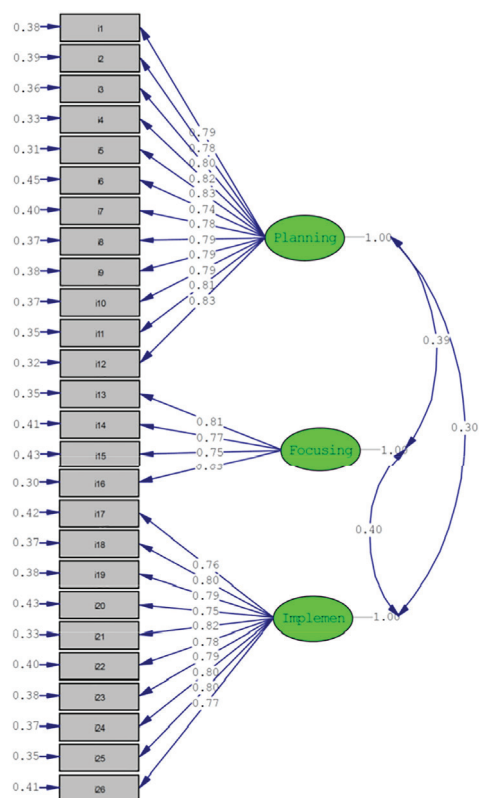 0.38 i1
0.39 i2
0.36 i3
0.33 i4
0.31 i5
0.45 i6
0.40 i7
0.37 i8
0.38 i9
0.37 i10
0.35 i11
0.32 i12
0.35 i13
0.41 i14
0.43 i15
0.30 i16
0.42 i17
0.37 i18
0.38 i19
0.43 i20
0.33 i21
0.40 i22
0.38 i23
0.37 i24
0.35 i25
0.41 i26
0.79
0.78
0.80
0.82
0.83
0.74
0.78
0.79
0.79
0.79
0.81
0.83
Planning 1.00
0.81
0.77
0.75
Focusing 1.00
0.76
0.80
0.79
0.75
0.82
0.78
0.79
0.80
0.80
0.77
Implemen 1.00
0.39
0.30
0.40